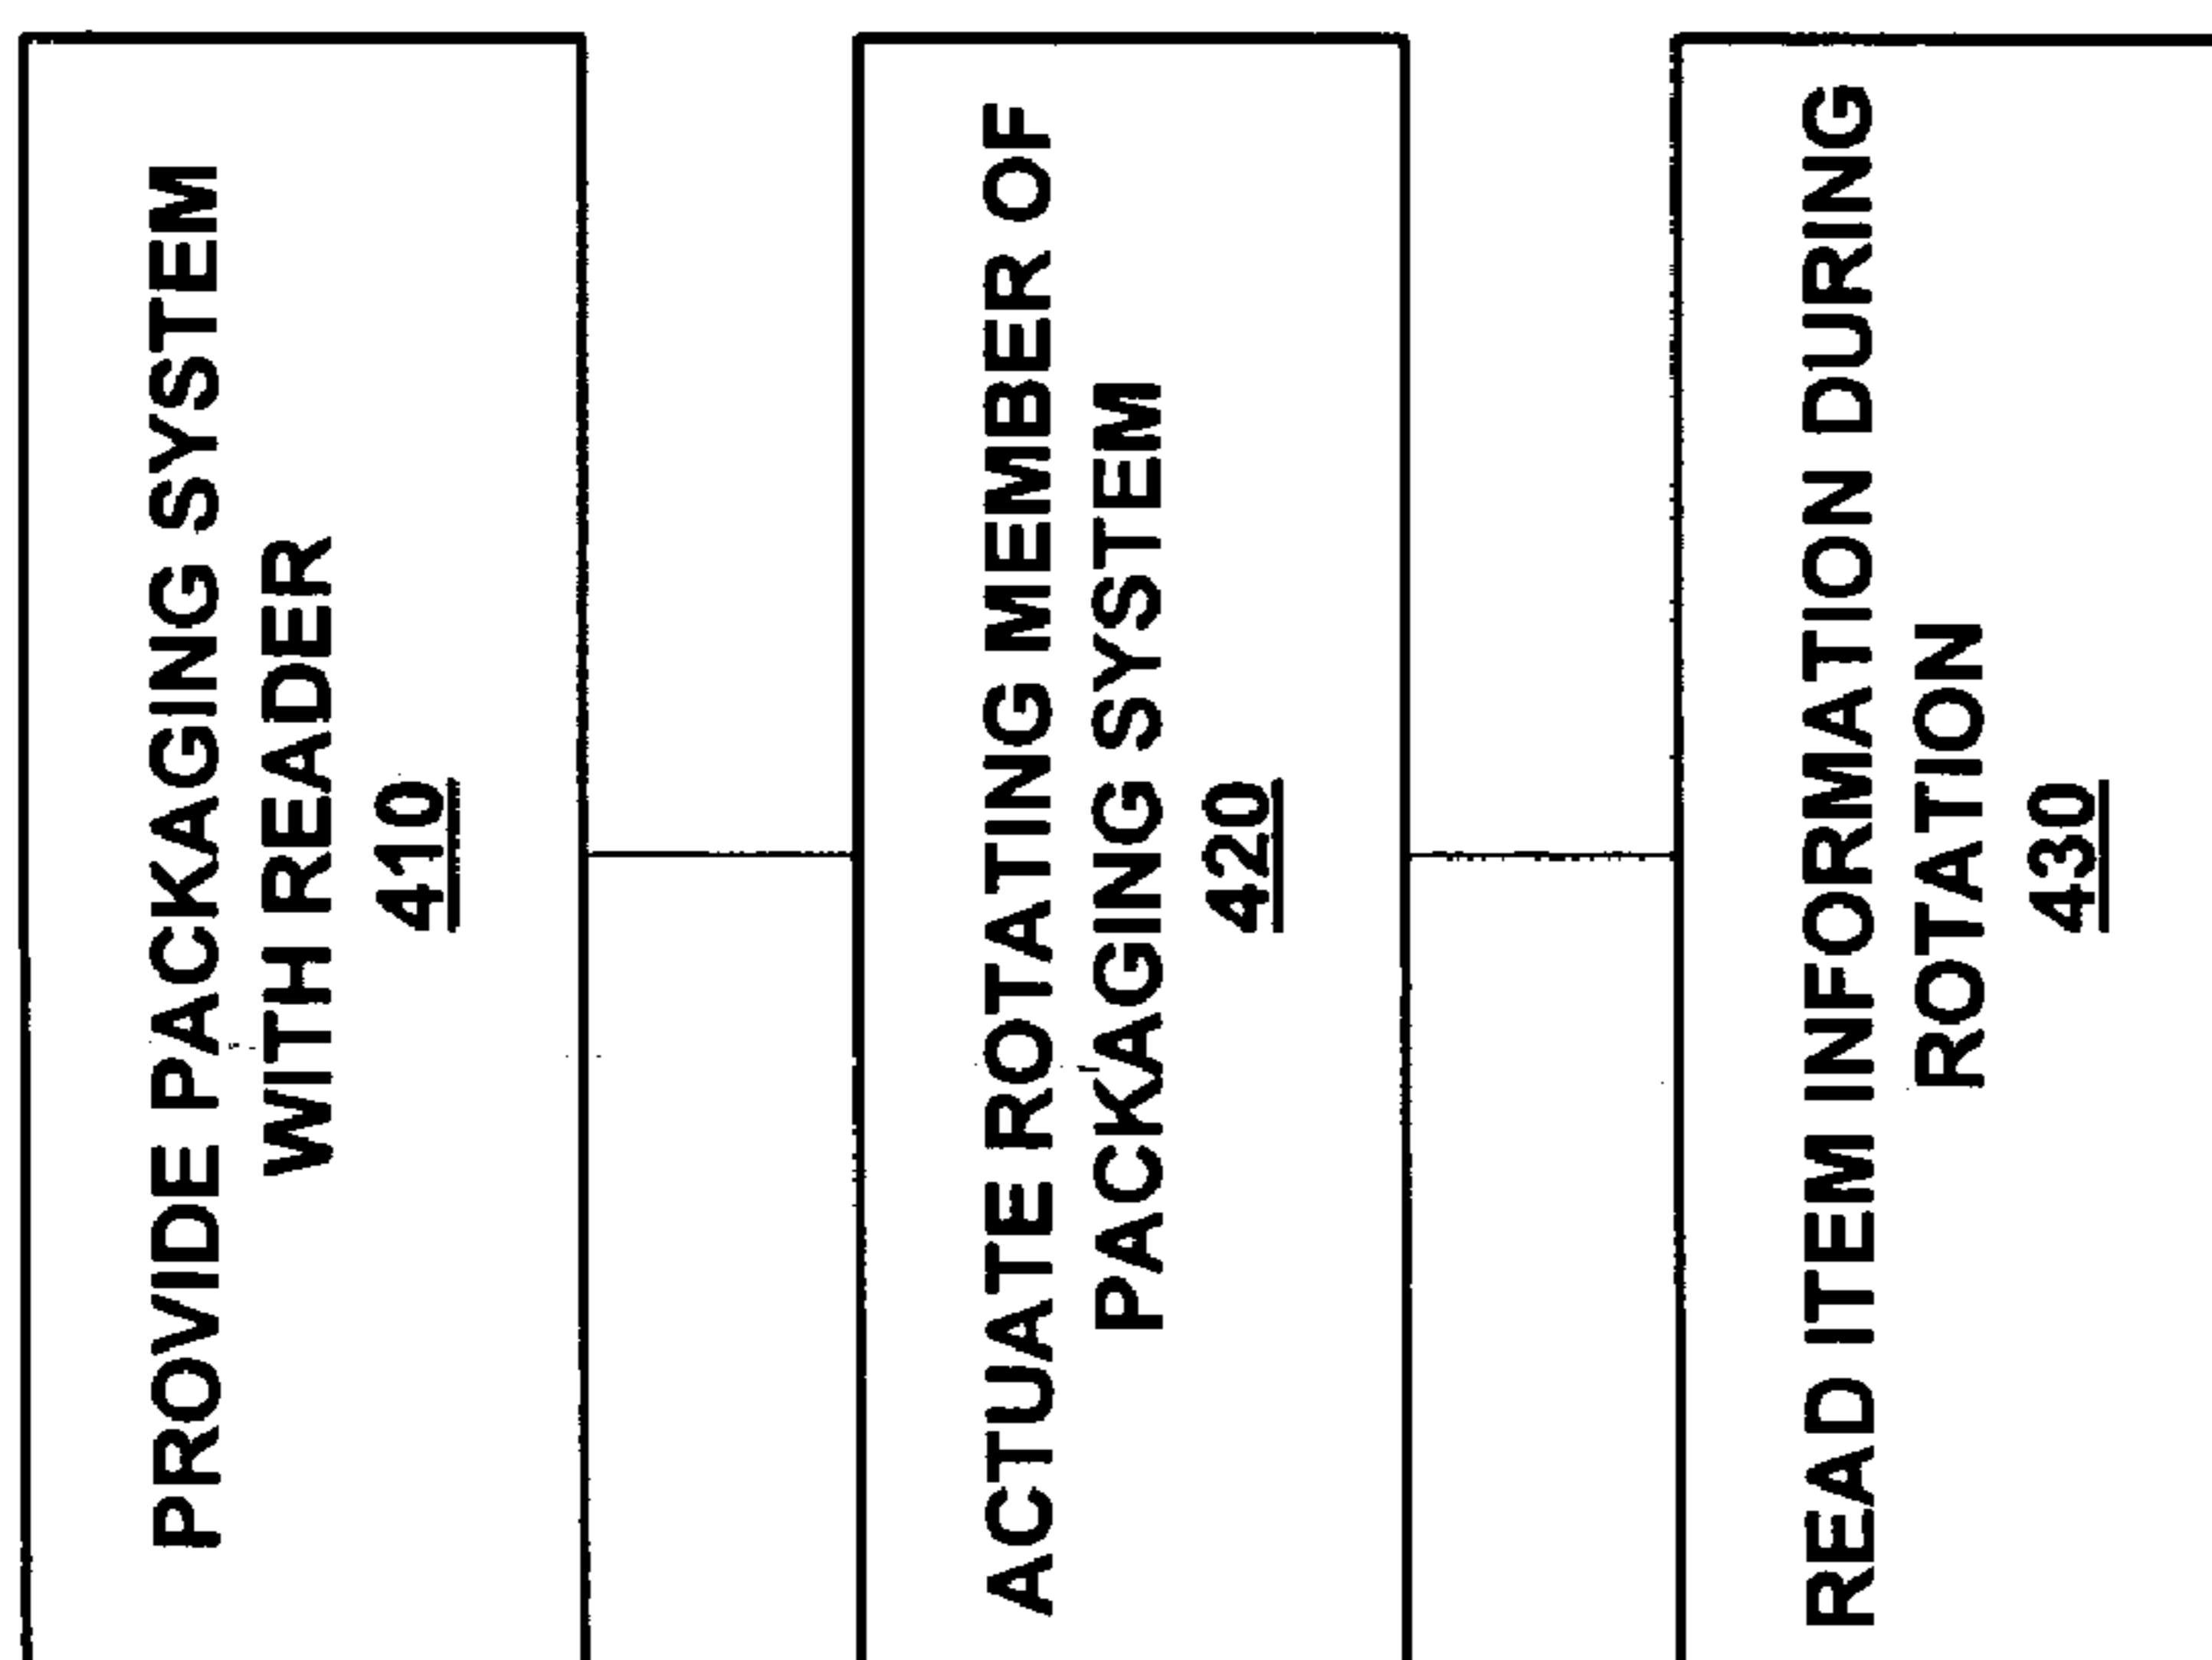 PROVIDE PACKAGING SYSTEM
WITH READER
410
ACTUATE ROTATING MEMBER OF
PACKAGING SYSTEM
420
READ ITEM INFORMATION DURING
ROTATION
430